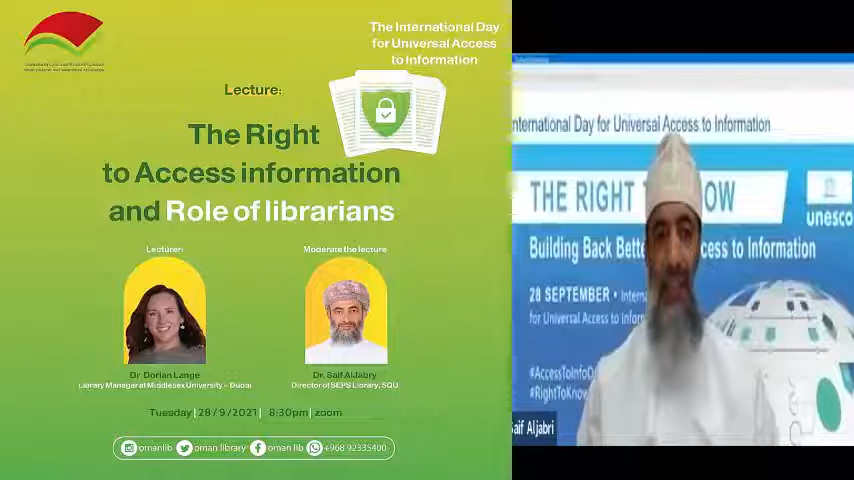 The International Day
for Universal Access
to Information
Lecture:
The Right
to Access information
and Role of librarians
Lecturer:
Dr. Dorian Lange
Library Manager at Middlesex University - Dubai
Moderate the lecture
Dr. Saif AlJabry
Director of SEPS Library, SQU
Tuesday | 28 / 9 / 2021 | 8:30pm | zoom
omanlib
oman.library
oman lib
+968 92335400
International Day for Universal Access to Information
THE RIGHT T OW
unesco
Building Back Bette cess to Information
28 SEPTEMBER • Interna
for Universal Access to Inform
#AccessToInfoD
#RightToKnow
Saif Aljabri